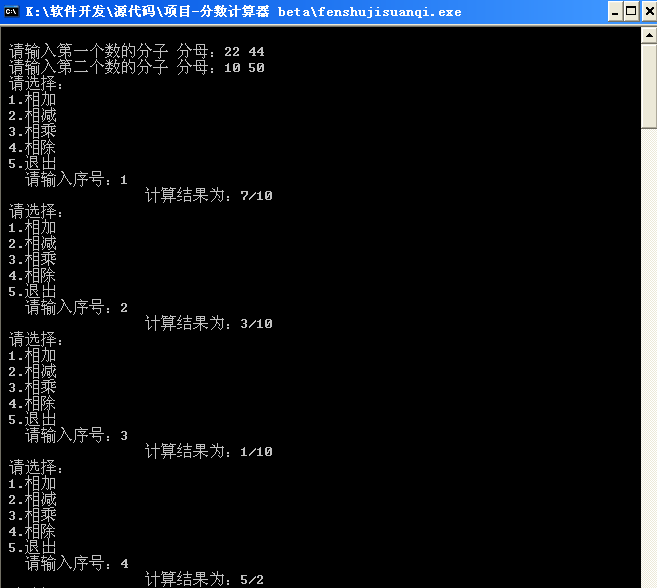 K:\软件开发\源代码\项目-分数计算器 beta\fenshujisuanqi.exe
请输入第一个数的分子 分母：22 44
请输入第二个数的分子 分母：10 50
请选择：
1.相加
2.相减
3.相乘
4.相除
5.退出
请输入序号：1
计算结果为：7/10
请选择：
1.相加
2.相减
3.相乘
4.相除
5.退出
请输入序号：2
计算结果为：3/10
请选择：
1.相加
2.相减
3.相乘
4.相除
5.退出
请输入序号：3
计算结果为：1/10
请选择：
1.相加
2.相减
3.相乘
4.相除
5.退出
请输入序号：4
计算结果为：5/2